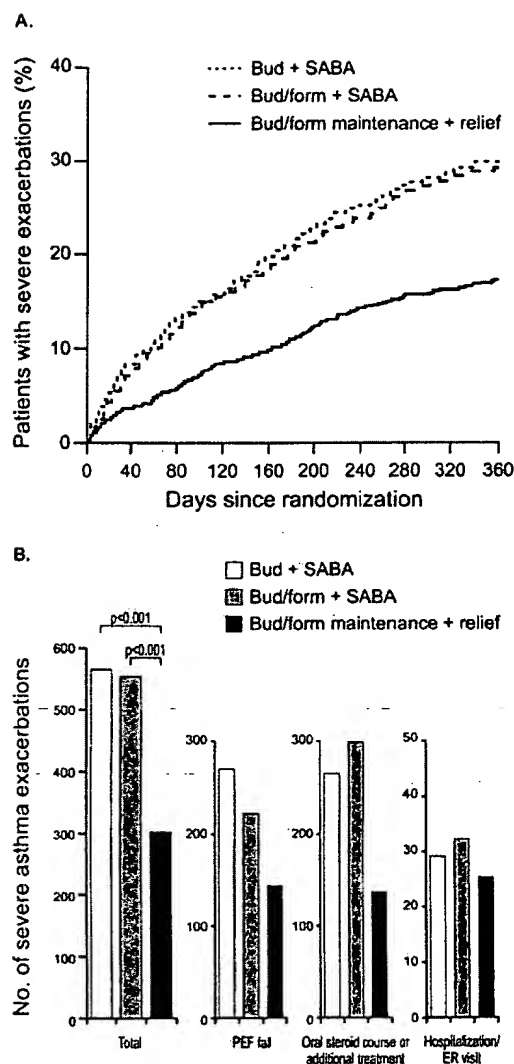 A.
Patients with severe exacerbations (%)
40
30
20
10
0
Bud + SABA
Bud/form + SABA
Bud/form maintenance + relief
0 40 80 120 160 200 240 280 320 360
Days since randomization
B.
Bud + SABA
Bud/form + SABA
Bud/form maintenance + relief
p<0.001
p<0.001
No. of severe asthma exacerbations
600
500
400
300
200
100
0
300
200
100
0
300
200
100
0
50
40
30
20
10
0
Total
PEF fall
Oral steroid course or
additional treatment
Hospitalization/
ER visit